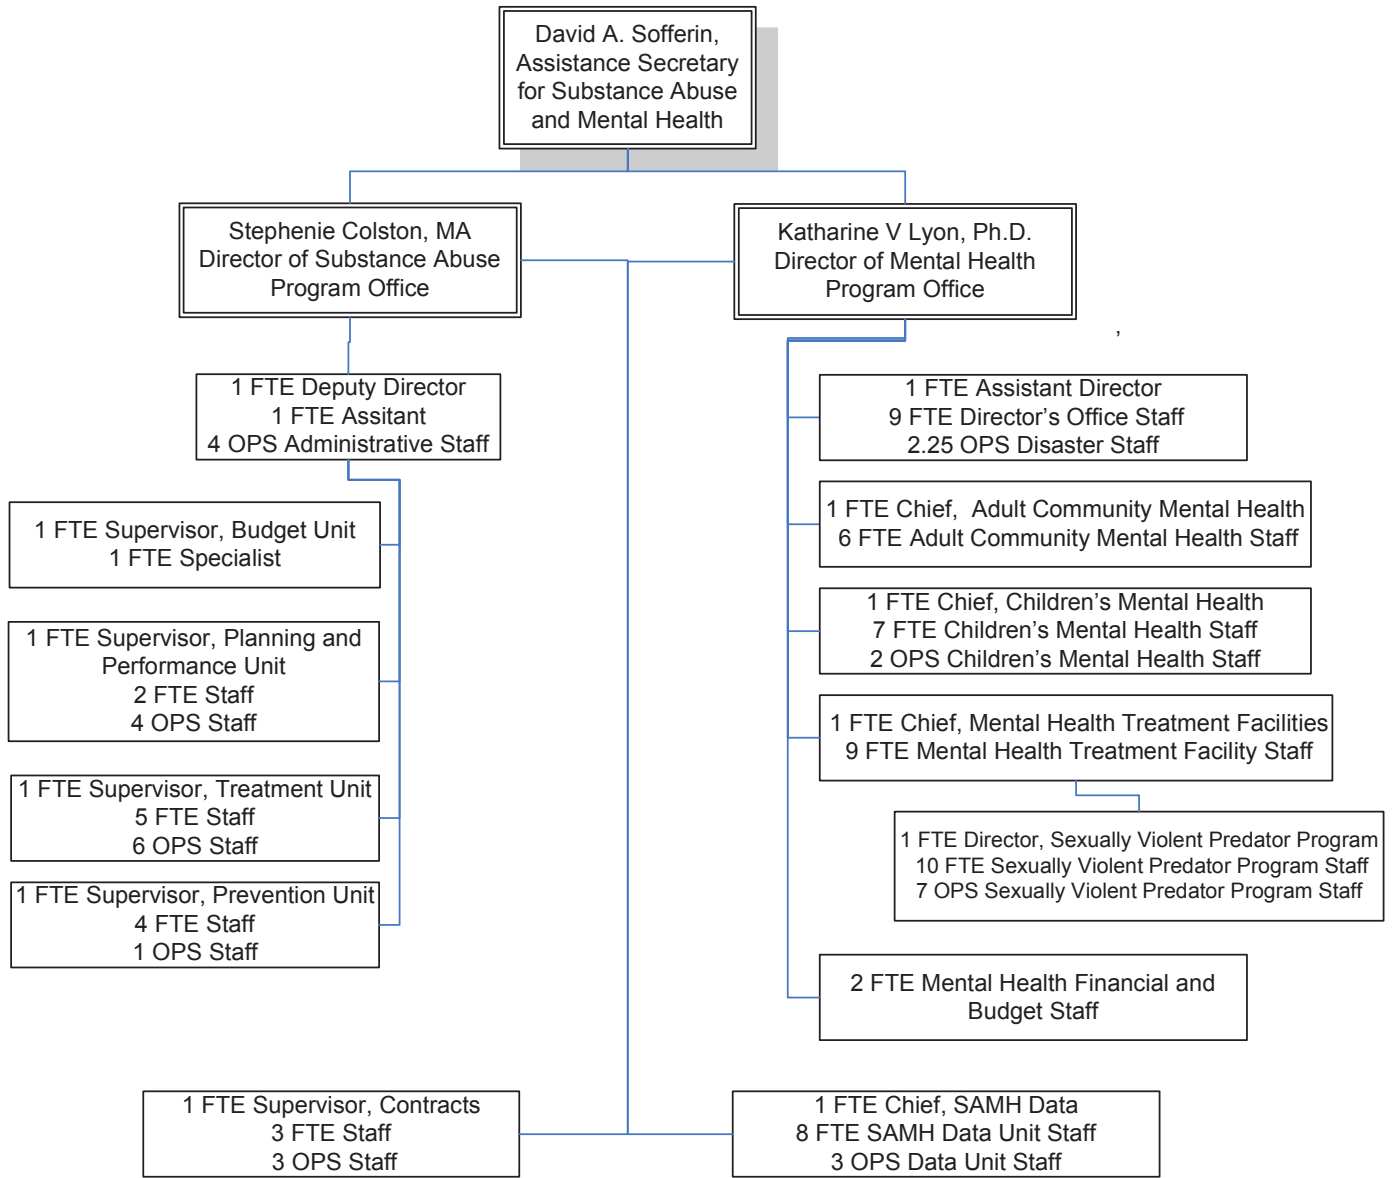 David A. Sofferin,
Assistance Secretary
for Substance Abuse
and Mental Health
Stephenie Colston, MA
Director of Substance Abuse
Program Office
Katharine V Lyon, Ph.D.
Director of Mental Health
Program Office
,
1 FTE Deputy Director
1 FTE Assitant
4 OPS Administrative Staff
1 FTE Supervisor, Budget Unit
1 FTE Specialist
1 FTE Supervisor, Planning and
Performance Unit
2 FTE Staff
4 OPS Staff
1 FTE Supervisor, Treatment Unit
5 FTE Staff
6 OPS Staff
1 FTE Supervisor, Prevention Unit
4 FTE Staff
1 OPS Staff
1 FTE Assistant Director
9 FTE Director’s Office Staff
2.25 OPS Disaster Staff
1 FTE Chief,  Adult Community Mental Health
6 FTE Adult Community Mental Health Staff
1 FTE Chief, Children’s Mental Health
7 FTE Children’s Mental Health Staff
2 OPS Children’s Mental Health Staff
1 FTE Chief, Mental Health Treatment Facilities
9 FTE Mental Health Treatment Facility Staff
1 FTE Director, Sexually Violent Predator Program
10 FTE Sexually Violent Predator Program Staff
7 OPS Sexually Violent Predator Program Staff
2 FTE Mental Health Financial and
Budget Staff
1 FTE Supervisor, Contracts
3 FTE Staff
3 OPS Staff
1 FTE Chief, SAMH Data
8 FTE SAMH Data Unit Staff
3 OPS Data Unit Staff